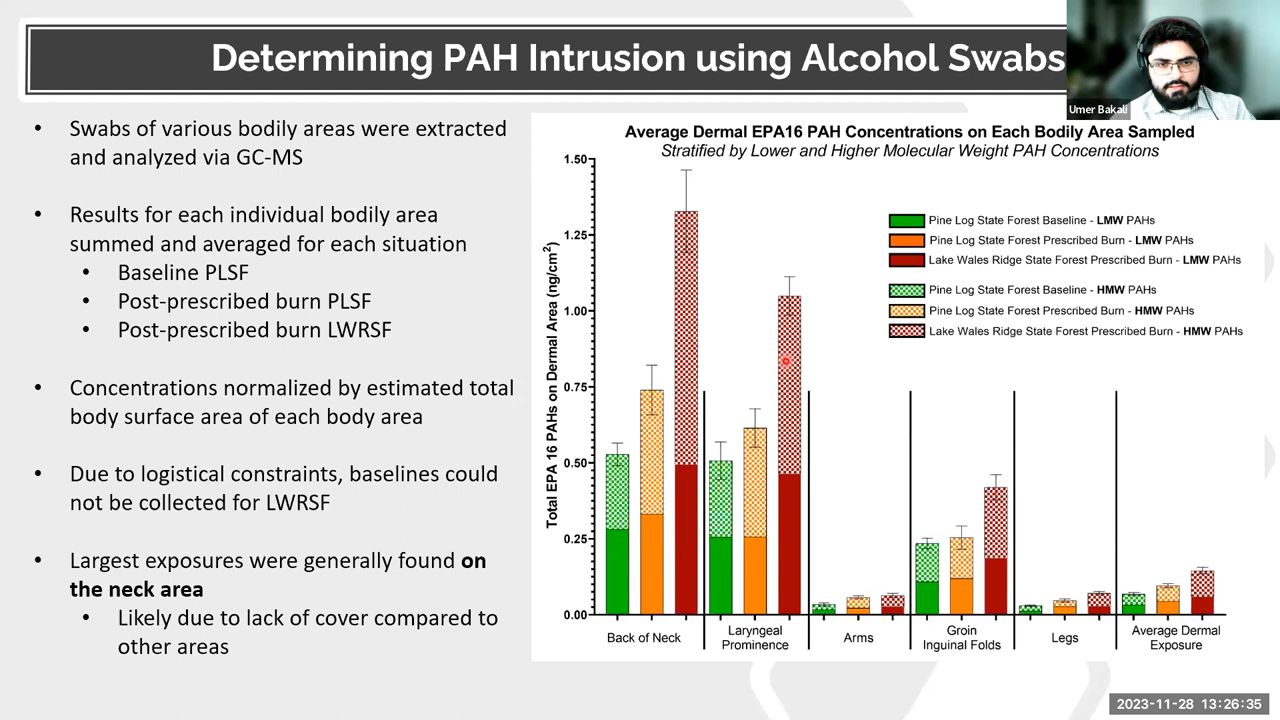 Determining PAH Intrusion using Alcohol Swabs
Umer Bakali
• Swabs of various bodily areas were extracted
and analyzed via GC-MS
• Results for each individual bodily area
summed and averaged for each situation
• Baseline PLSF
• Post-prescribed burn PLSF
• Post-prescribed burn LWRSF
• Concentrations normalized by estimated total
body surface area of each body area
• Due to logistical constraints, baselines could
not be collected for LWRSF
• Largest exposures were generally found on
the neck area
• Likely due to lack of cover compared to
other areas
Average Dermal EPA16 PAH Concentrations on Each Bodily Area Sampled
Stratified by Lower and Higher Molecular Weight PAH Concentrations
Total EPA 16 PAHs on Dermal Area (ng/cm²)
1.50
1.25
1.00
0.75
0.50
0.25
0.00
Pine Log State Forest Baseline - LMW PAHs
Pine Log State Forest Prescribed Burn - LMW PAHs
Lake Wales Ridge State Forest Prescribed Burn - LMW PAHs
Pine Log State Forest Baseline - HMW PAHs
Pine Log State Forest Prescribed Burn - HMW PAHs
Lake Wales Ridge State Forest Prescribed Burn - HMW PAHs
Back of Neck
Laryngeal
Prominence
Arms
Groin
Inguinal Folds
Legs
Average Dermal
Exposure
2023-11-28 13:26:35